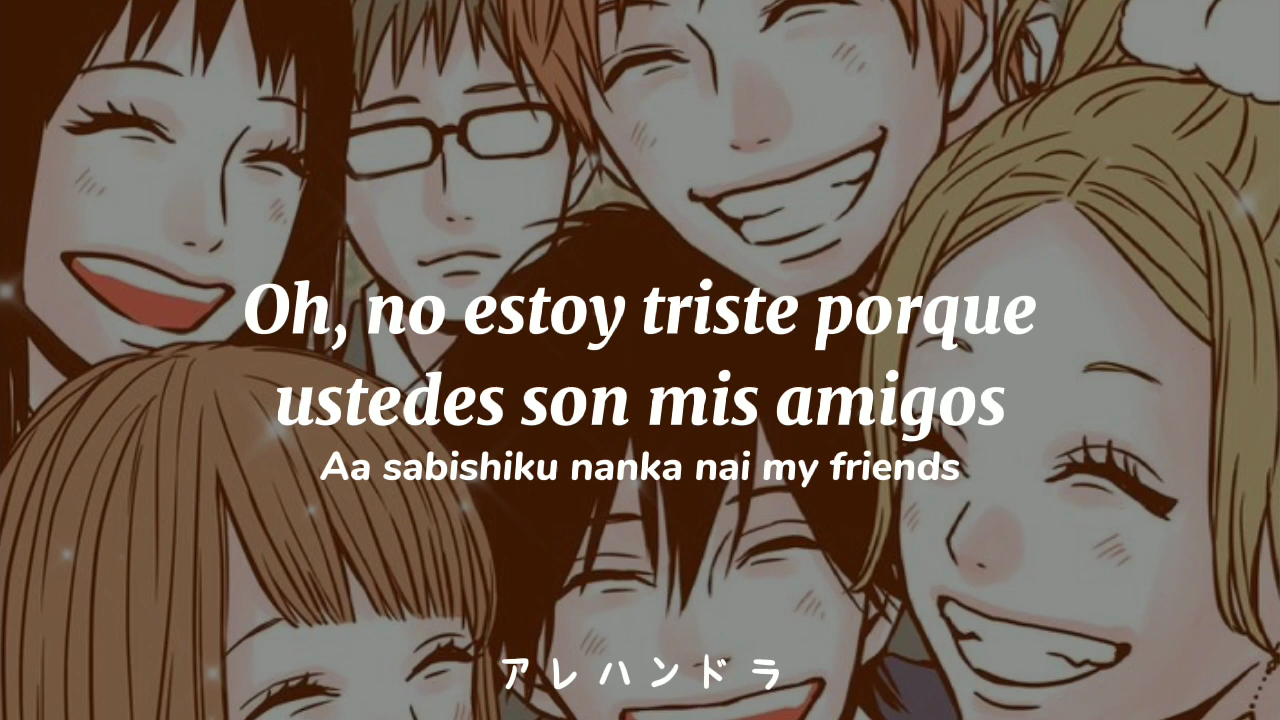 Oh, no estoy triste porque
ustedes son mis amigos
Aa sabishiku nanka nai my friends
アレハンドラ